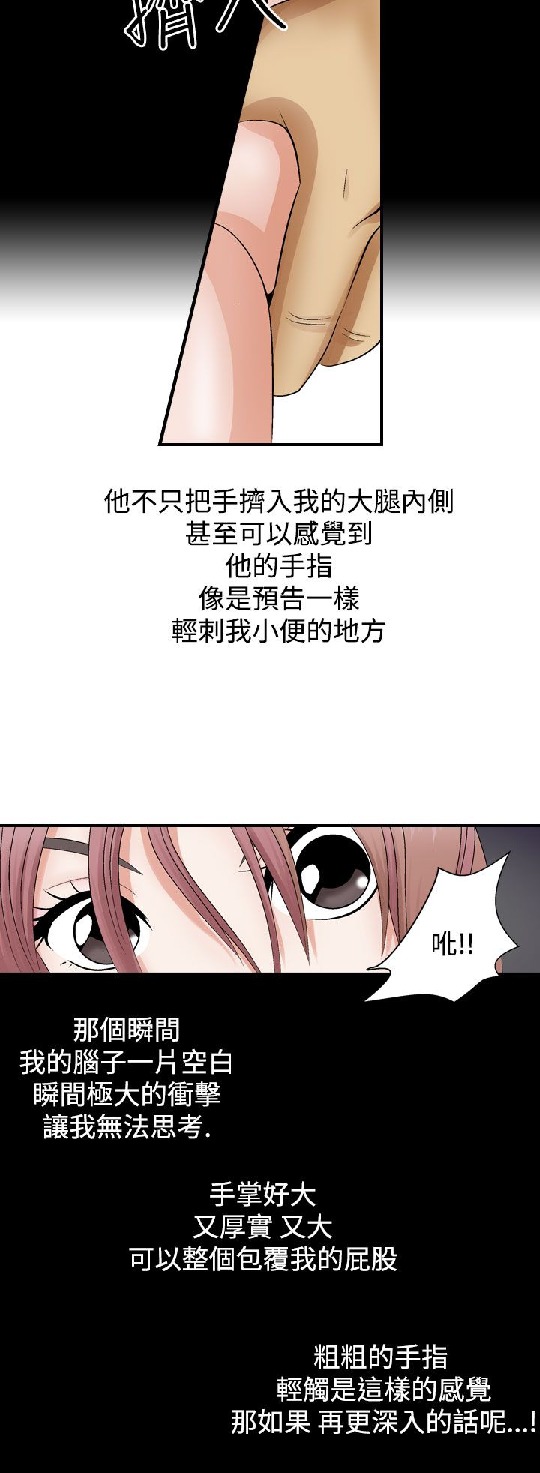 擠入
他不只把手擠入我的大腿內側
甚至可以感覺到
他的手指
像是預告一樣
輕刺我小便的地方
吡!!
那個瞬間
我的腦子一片空白
瞬間極大的衝擊
讓我無法思考.
手掌好大
又厚實 又大
可以整個包覆我的屁股
粗粗的手指
輕觸是這樣的感覺
那如果 再更深入的話呢...!